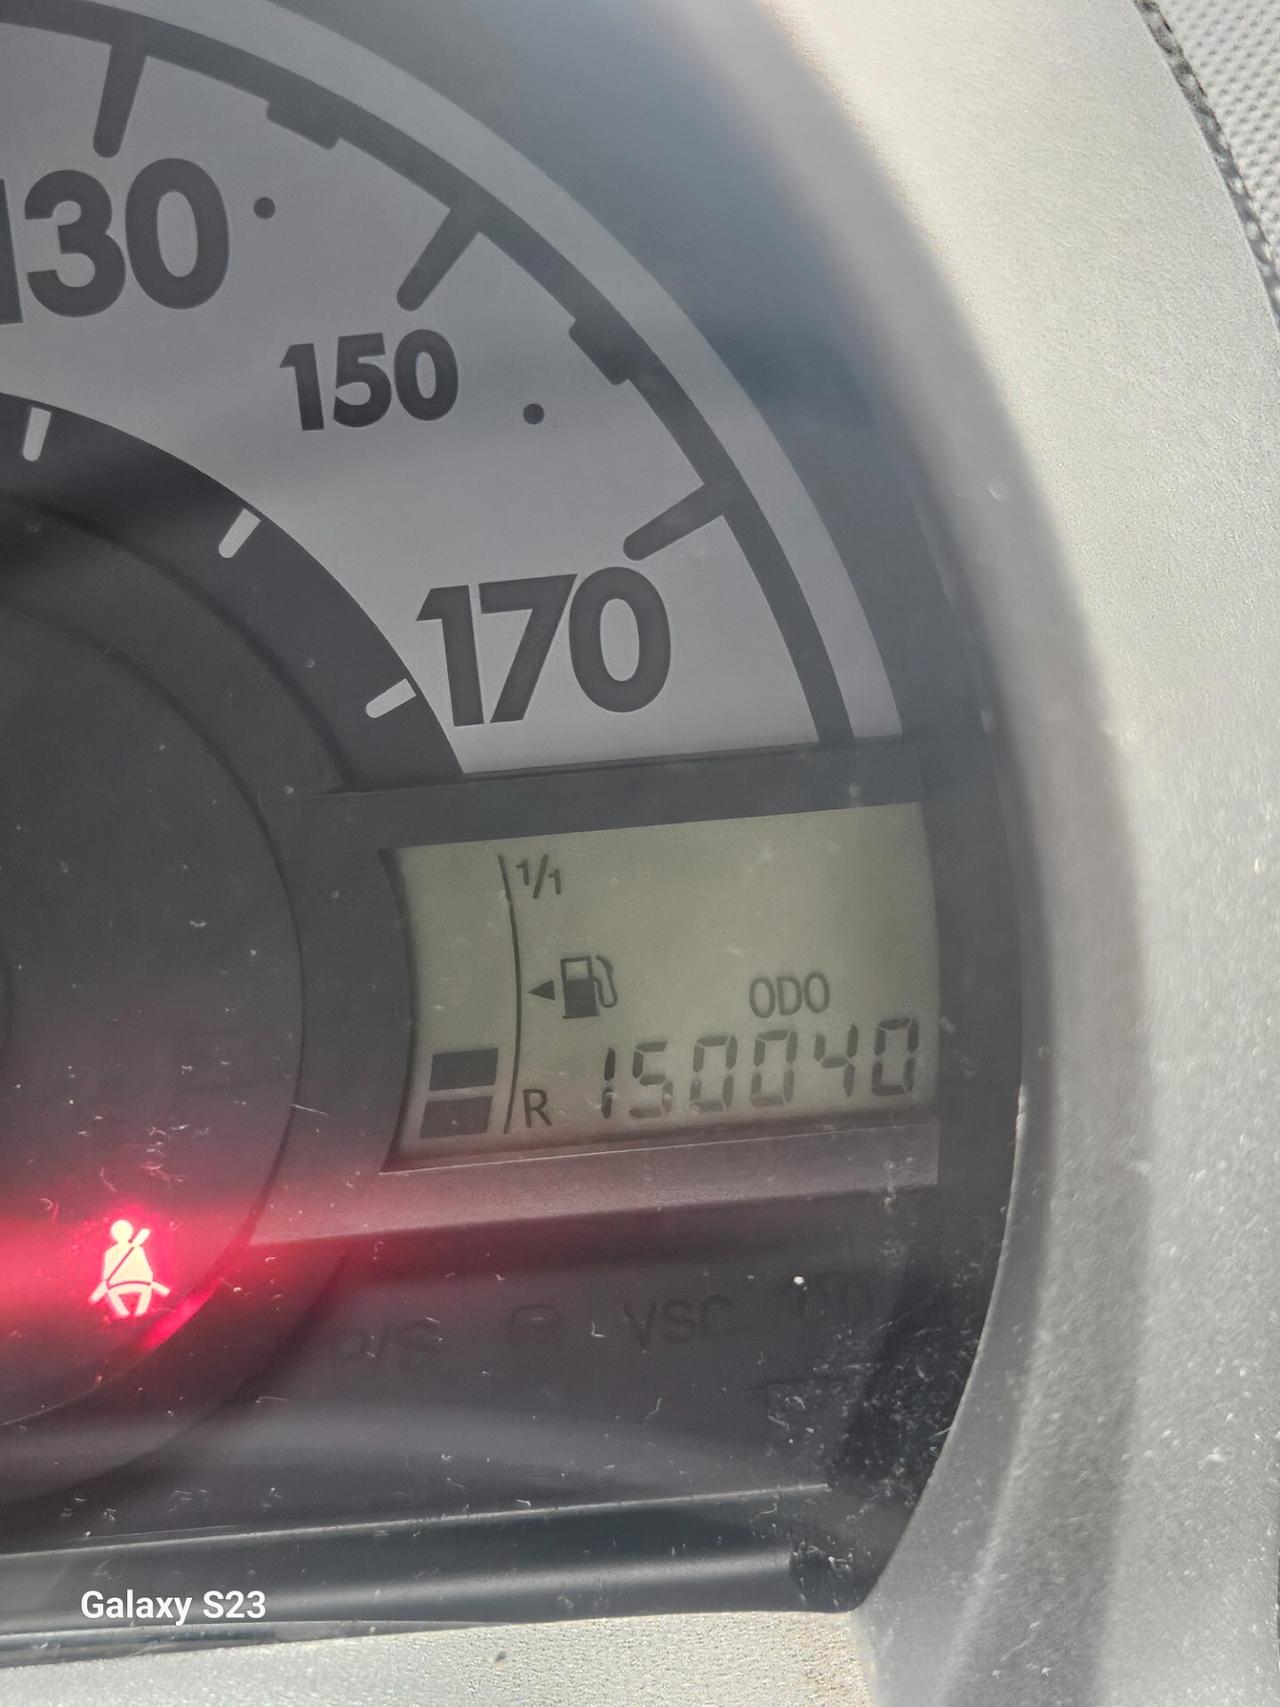 130
150
170
1/1
ODO
R 150040
P/S VSC
Galaxy S23